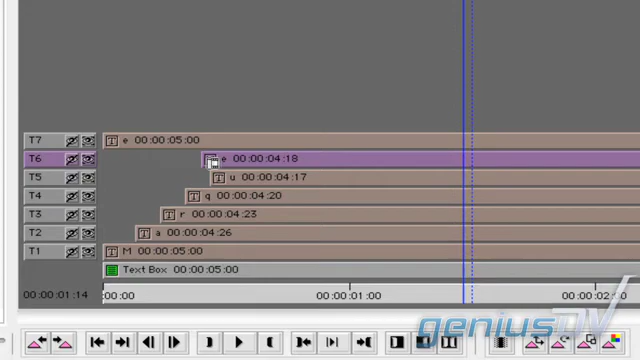 T7 e 00:00:05:00
T6 e 00:00:04:18
T5 u 00:00:04:17
T4 q 00:00:04:20
T3 r 00:00:04:23
T2 a 00:00:04:26
T1 M 00:00:05:00
Text Box 00:00:05:00
00:00:01:14 :00:00 00:00:01:00 00:00:02:00
geniusDV